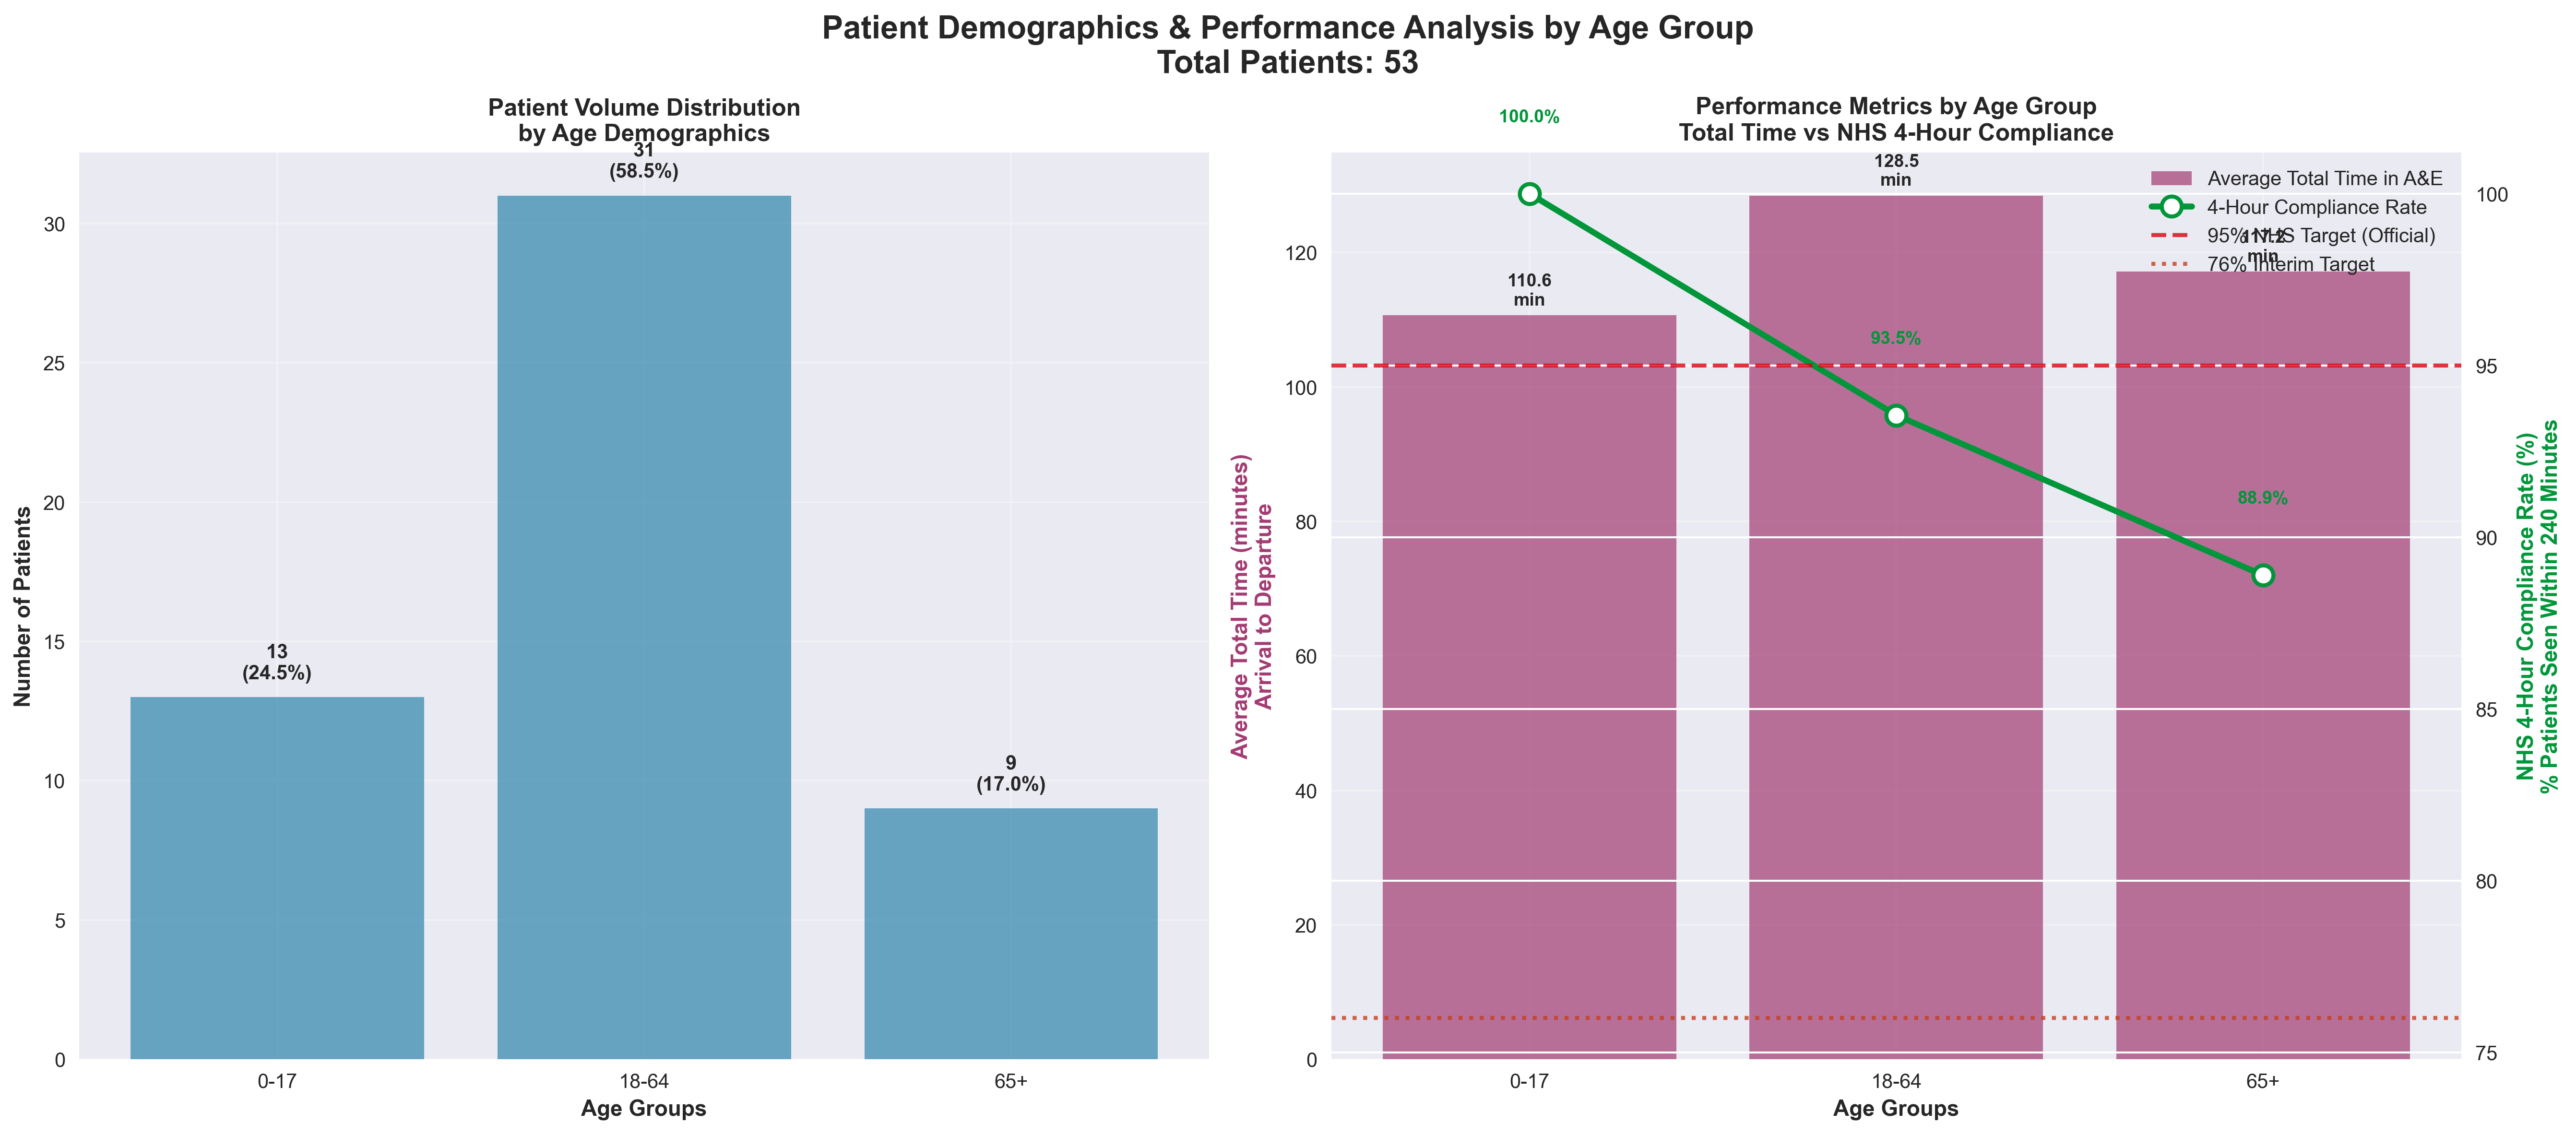 Patient Demographics & Performance Analysis by Age Group
Total Patients: 53
Patient Volume Distribution
by Age Demographics
31
(58.5%)
13
(24.5%)
9
(17.0%)
30
25
20
15
10
5
0
Number of Patients
0-17
18-64
65+
Age Groups
Performance Metrics by Age Group
Total Time vs NHS 4-Hour Compliance
100.0%
128.5
min
110.6
min
117.2
min
93.5%
88.9%
Average Total Time in A&E
4-Hour Compliance Rate
95% NHS Target (Official)
76% Interim Target
120
100
80
60
40
20
0
Average Total Time (minutes)
Arrival to Departure
100
95
90
85
80
75
NHS 4-Hour Compliance Rate (%)
% Patients Seen Within 240 Minutes
0-17
18-64
65+
Age Groups